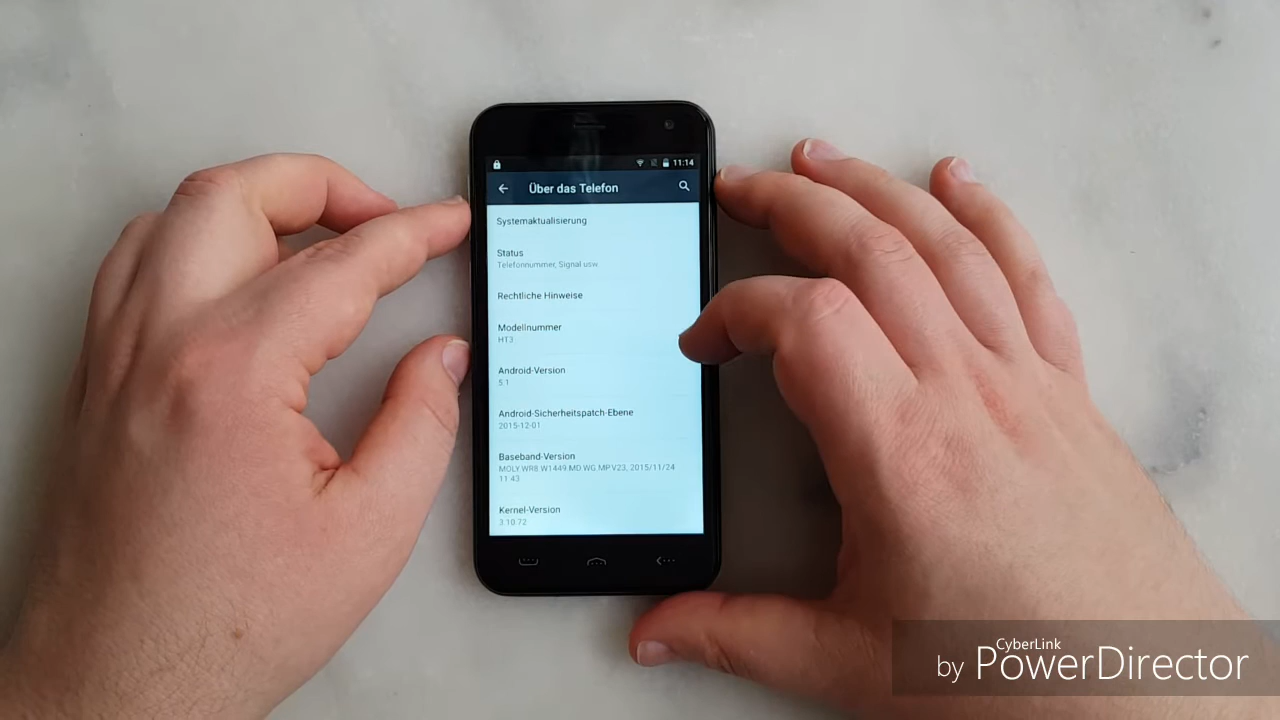 11:14
Über das Telefon
Systemaktualisierung
Status
Telefonnummer, Signal usw.
Rechtliche Hinweise
Modellnummer
HT3
Android-Version
5.1
Android-Sicherheitspatch-Ebene
2015-12-01
Baseband-Version
MOLY.WR8.W1449.MD.WG.MP.V23, 2015/11/24
11:43
Kernel-Version
3.10.72
CyberLink
by PowerDirector